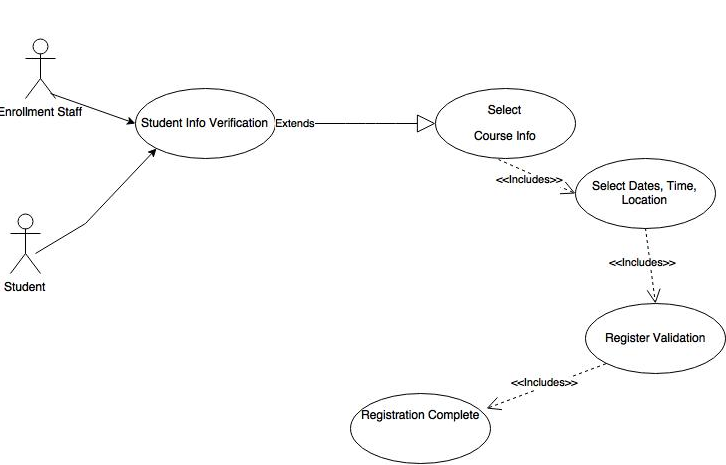 Enrollment Staff
Student Info Verification
Extends
Select
Course Info
<<Includes>>
Select Dates, Time,
Location
Student
<<Includes>>
Register Validation
<<Includes>>
Registration Complete